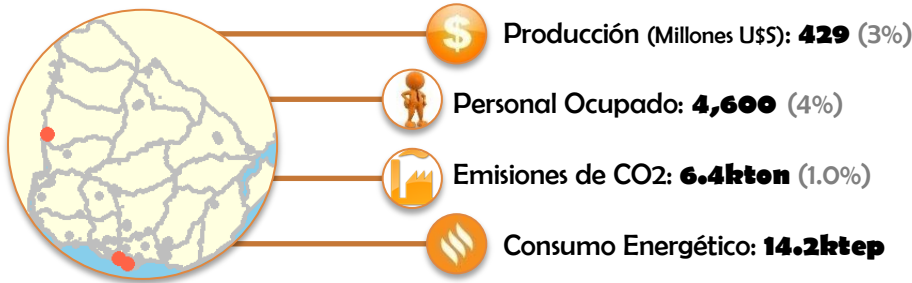 $
Producción (Millones U$S): 429 (3%)
Personal Ocupado: 4,600 (4%)
Emisiones de CO2: 6.4kton (1.0%)
Consumo Energético: 14.2ktep